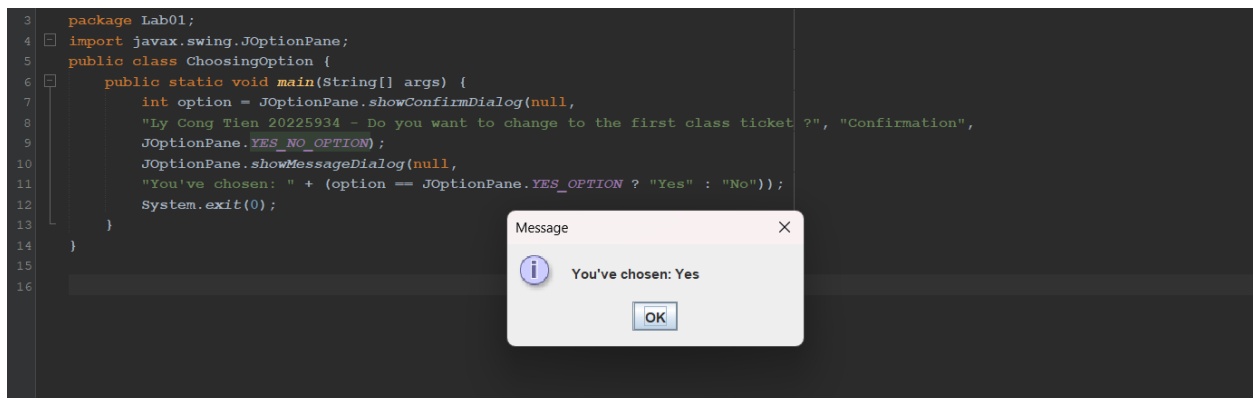 3 package Lab01;
4 import javax.swing.JOptionPane;
5 public class ChoosingOption {
6 public static void main(String[] args) {
7 int option = JOptionPane.showConfirmDialog(null,
8 "Ly Cong Tien 20225934 - Do you want to change to the first class ticket ?", "Confirmation",
9 JOptionPane.YES_NO_OPTION);
10 JOptionPane.showMessageDialog(null,
11 "You've chosen: " + (option == JOptionPane.YES_OPTION ? "Yes" : "No"));
12 System.exit(0);
13 }
14 }
15
16
Message
You've chosen: Yes
OK